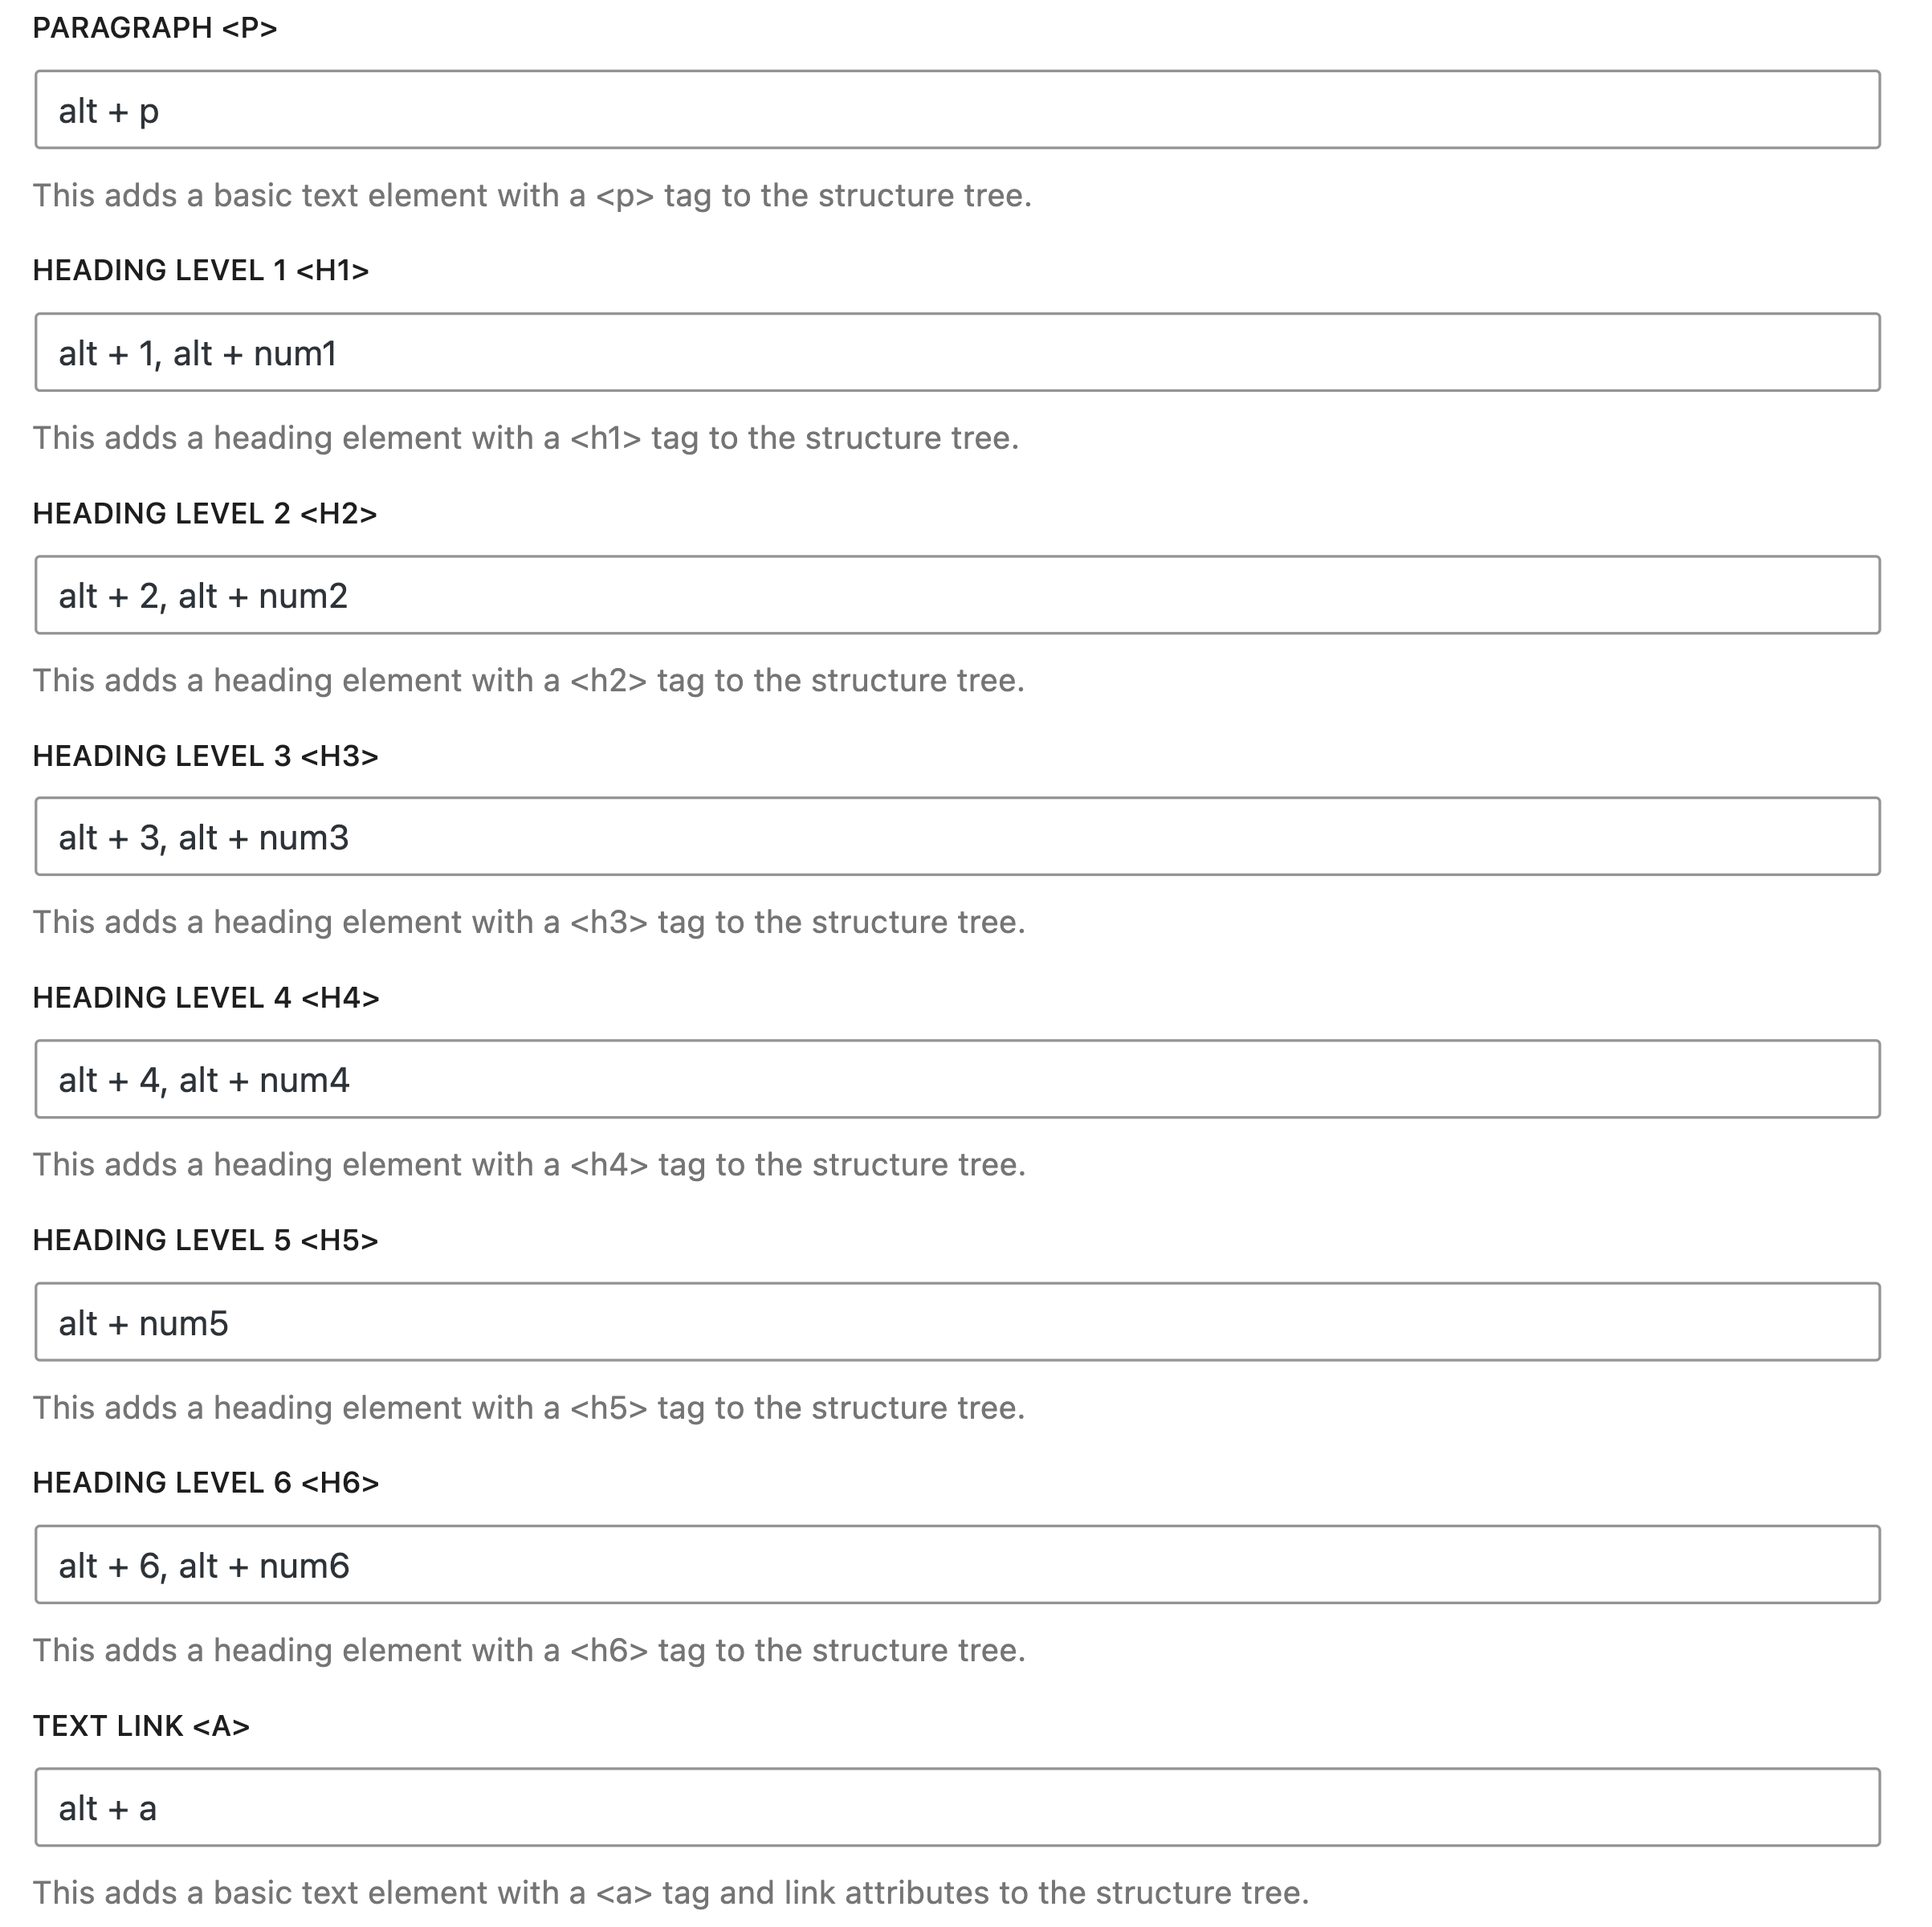 PARAGRAPH <P>
alt + p
This adds a basic text element with a <p> tag to the structure tree.
HEADING LEVEL 1 <H1>
alt + 1, alt + num1
This adds a heading element with a <h1> tag to the structure tree.
HEADING LEVEL 2 <H2>
alt + 2, alt + num2
This adds a heading element with a <h2> tag to the structure tree.
HEADING LEVEL 3 <H3>
alt + 3, alt + num3
This adds a heading element with a <h3> tag to the structure tree.
HEADING LEVEL 4 <H4>
alt + 4, alt + num4
This adds a heading element with a <h4> tag to the structure tree.
HEADING LEVEL 5 <H5>
alt + num5
This adds a heading element with a <h5> tag to the structure tree.
HEADING LEVEL 6 <H6>
alt + 6, alt + num6
This adds a heading element with a <h6> tag to the structure tree.
TEXT LINK <A>
alt + a
This adds a basic text element with a <a> tag and link attributes to the structure tree.